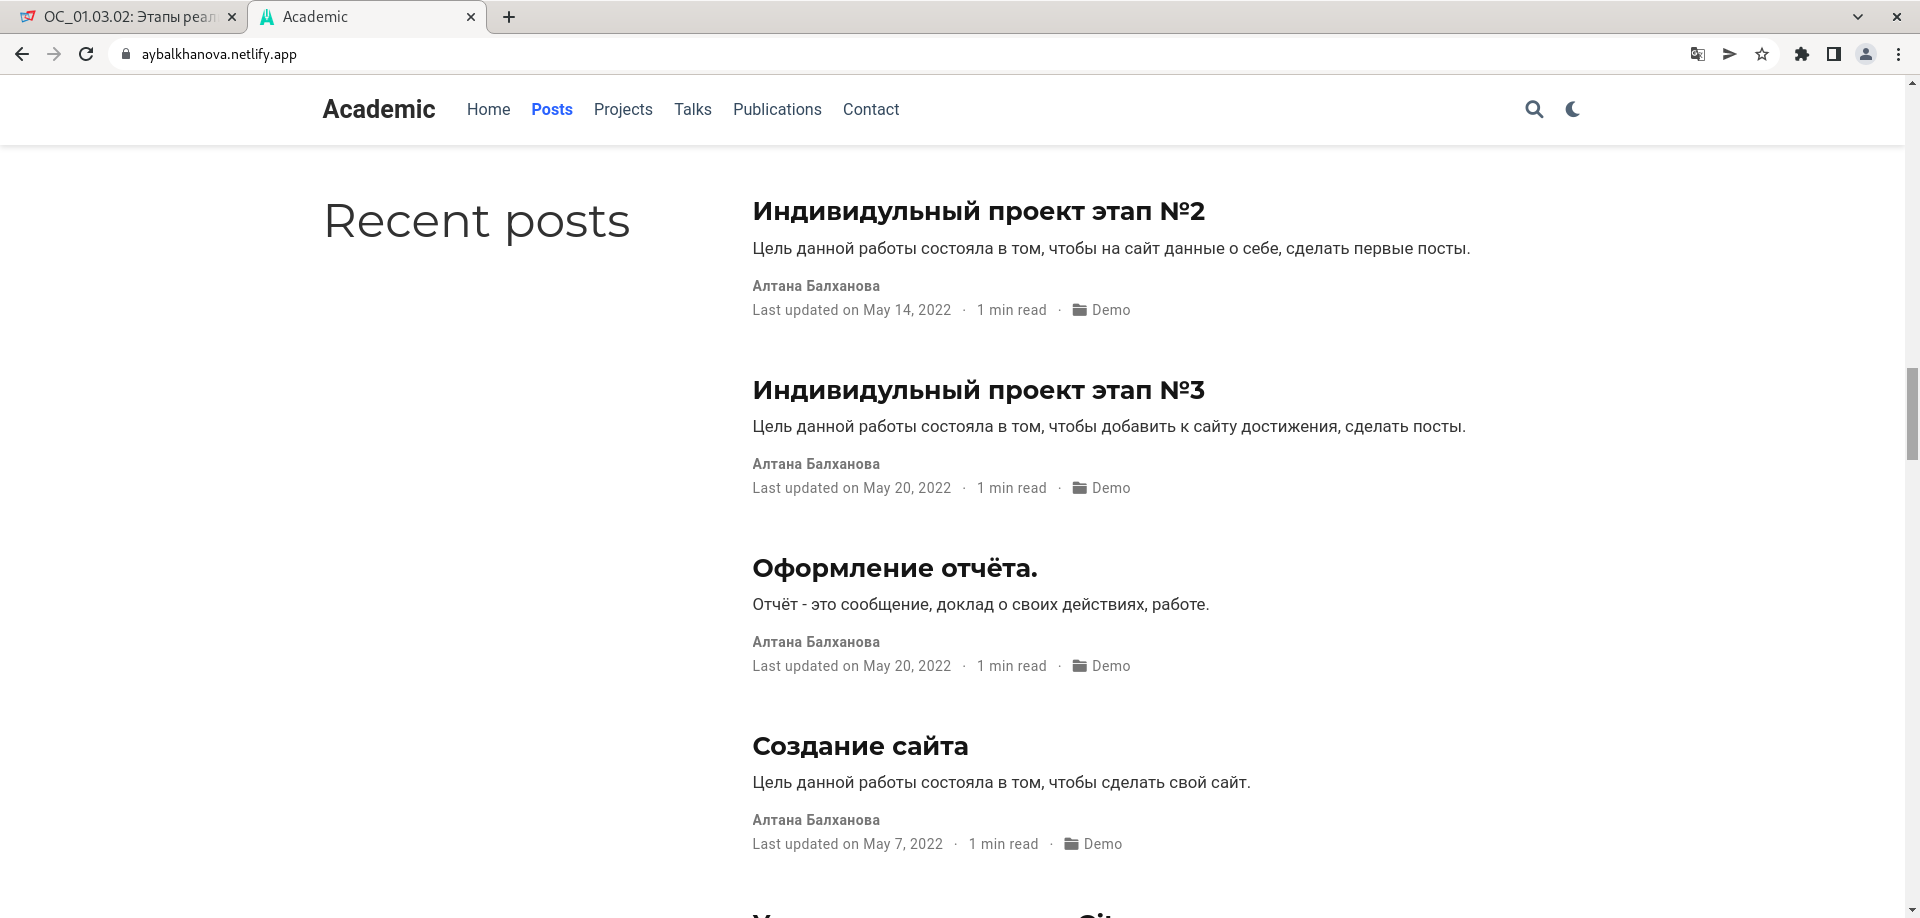 ОС_01.03.02: Этапы реал
Academic
aybalkhanova.netlify.app
Academic Home Posts Projects Talks Publications Contact
Recent posts
Индивидульный проект этап №2
Цель данной работы состояла в том, чтобы на сайт данные о себе, сделать первые посты.
Алтана Балханова
Last updated on May 14, 2022 · 1 min read · Demo
Индивидульный проект этап №3
Цель данной работы состояла в том, чтобы добавить к сайту достижения, сделать посты.
Алтана Балханова
Last updated on May 20, 2022 · 1 min read · Demo
Оформление отчёта.
Отчёт - это сообщение, доклад о своих действиях, работе.
Алтана Балханова
Last updated on May 20, 2022 · 1 min read · Demo
Создание сайта
Цель данной работы состояла в том, чтобы сделать свой сайт.
Алтана Балханова
Last updated on May 7, 2022 · 1 min read · Demo